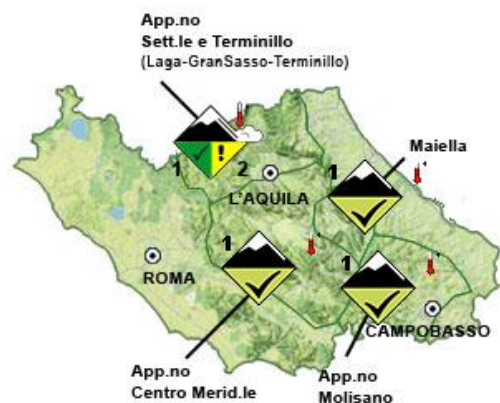 App.no
Sett.le e Terminillo
(Laga-GranSasso-Terminillo)
Maiella
!
1
2
1
L'AQUILA
1
1
ROMA
CAMPOBASSO
App.no
Centro Merid.le
App.no
Molisano